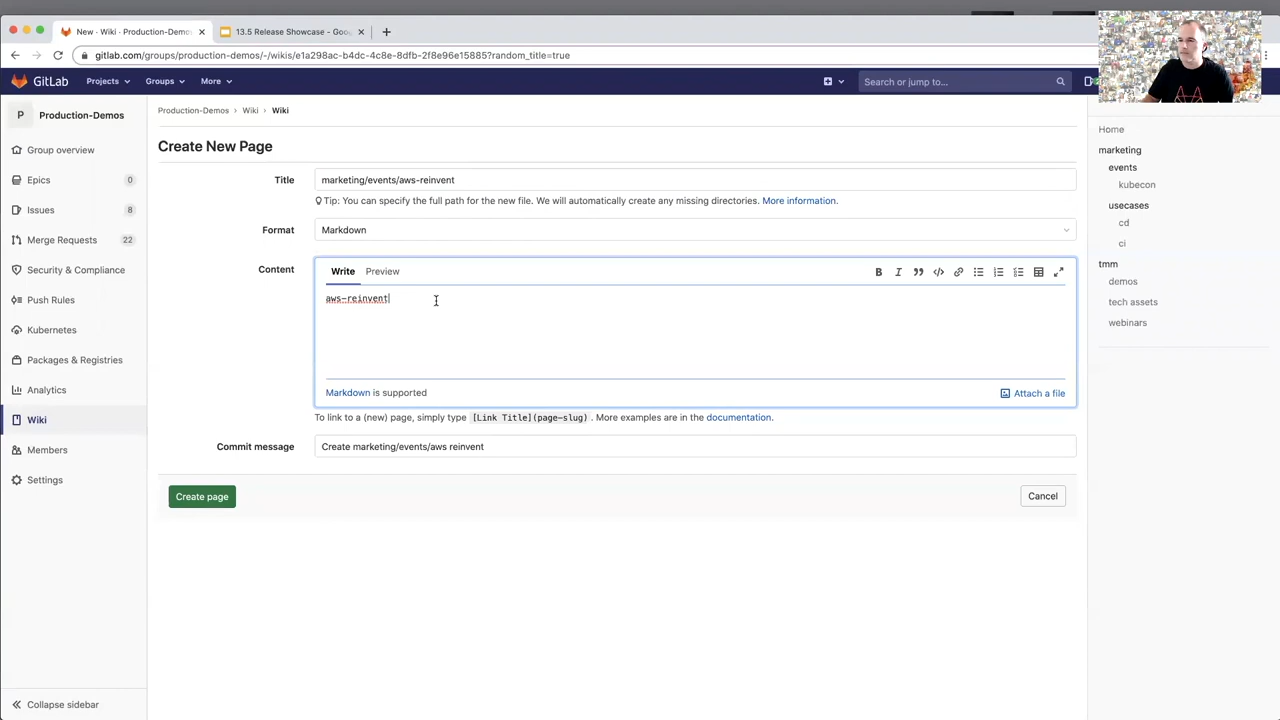 New · Wiki · Production-Demos
13.5 Release Showcase - Goo
gitlab.com/groups/production-demos/-/wikis/e1a298ac-b4dc-4c8e-8dfb-2f8e96e15885?random_title=true
GitLab
Projects
Groups
More
Search or jump to...
P
Production-Demos
Group overview
Epics
0
Issues
8
Merge Requests
22
Security & Compliance
Push Rules
Kubernetes
Packages & Registries
Analytics
Wiki
Members
Settings
Collapse sidebar
Production-Demos › Wiki › Wiki
Create New Page
Title
marketing/events/aws-reinvent
Tip: You can specify the full path for the new file. We will automatically create any missing directories. More information.
Format
Markdown
Content
Write
Preview
aws-reinvent
Markdown is supported
Attach a file
To link to a (new) page, simply type [Link Title](page-slug) . More examples are in the documentation.
Commit message
Create marketing/events/aws reinvent
Create page
Cancel
Home
marketing
events
kubecon
usecases
cd
ci
tmm
demos
tech assets
webinars